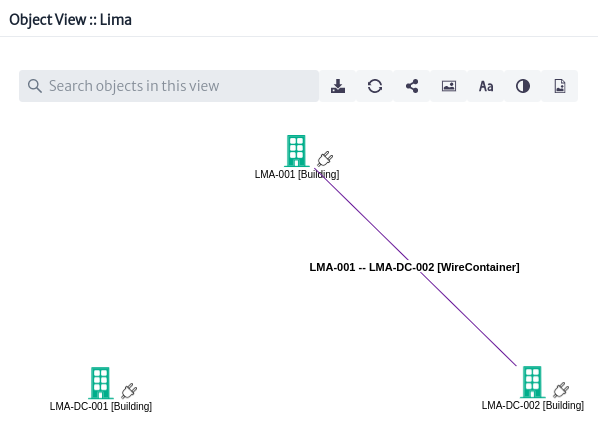 Object View :: Lima
Search objects in this view
Aa
LMA-001 [Building]
LMA-001 -- LMA-DC-002 [WireContainer]
LMA-DC-001 [Building]
LMA-DC-002 [Building]